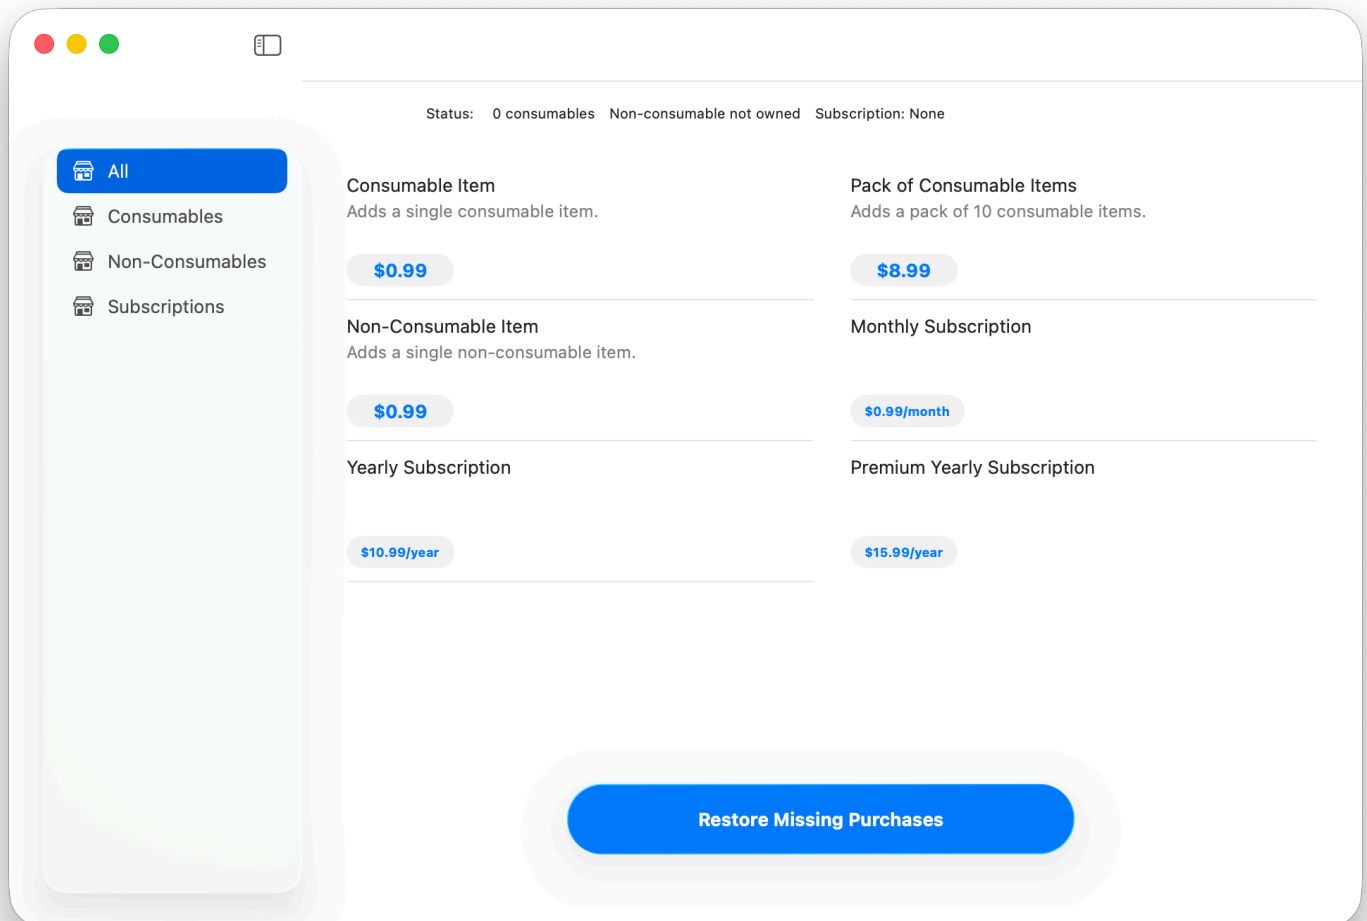 Status: 0 consumables Non-consumable not owned Subscription: None
All
Consumables
Non-Consumables
Subscriptions
Consumable Item
Adds a single consumable item.
$0.99
Pack of Consumable Items
Adds a pack of 10 consumable items.
$8.99
Non-Consumable Item
Adds a single non-consumable item.
$0.99
Monthly Subscription
$0.99/month
Yearly Subscription
$10.99/year
Premium Yearly Subscription
$15.99/year
Restore Missing Purchases